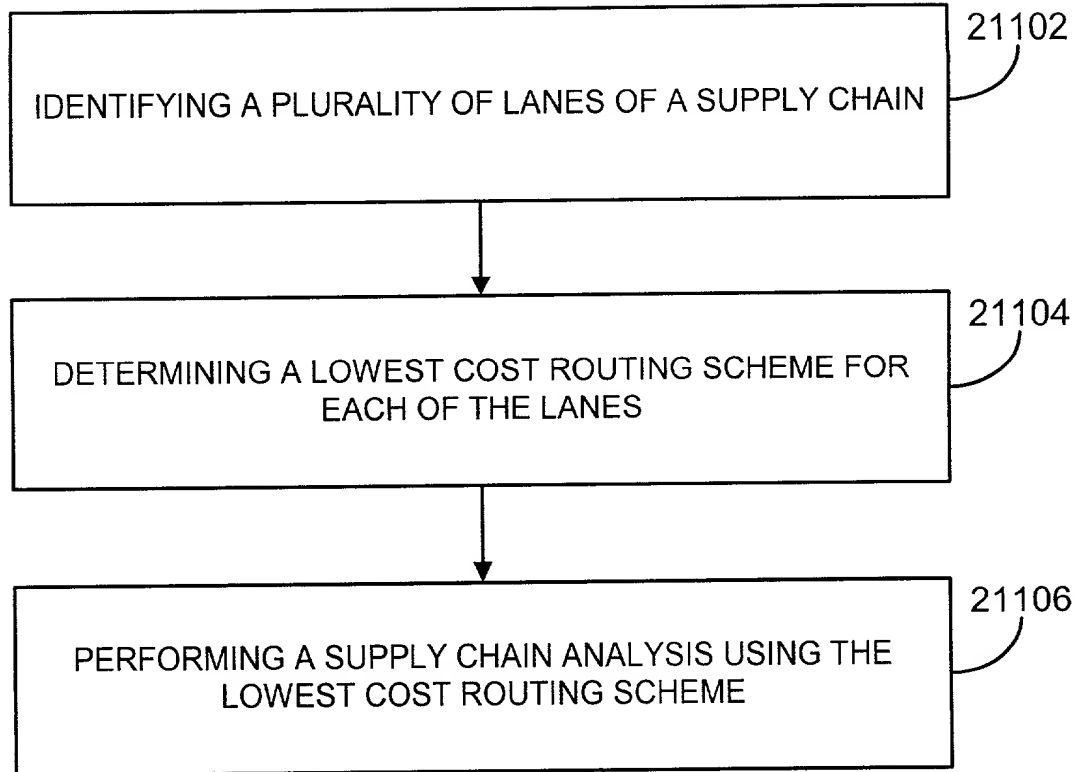 21102
IDENTIFYING A PLURALITY OF LANES OF A SUPPLY CHAIN
21104
DETERMINING A LOWEST COST ROUTING SCHEME FOR
EACH OF THE LANES
21106
PERFORMING A SUPPLY CHAIN ANALYSIS USING THE
LOWEST COST ROUTING SCHEME